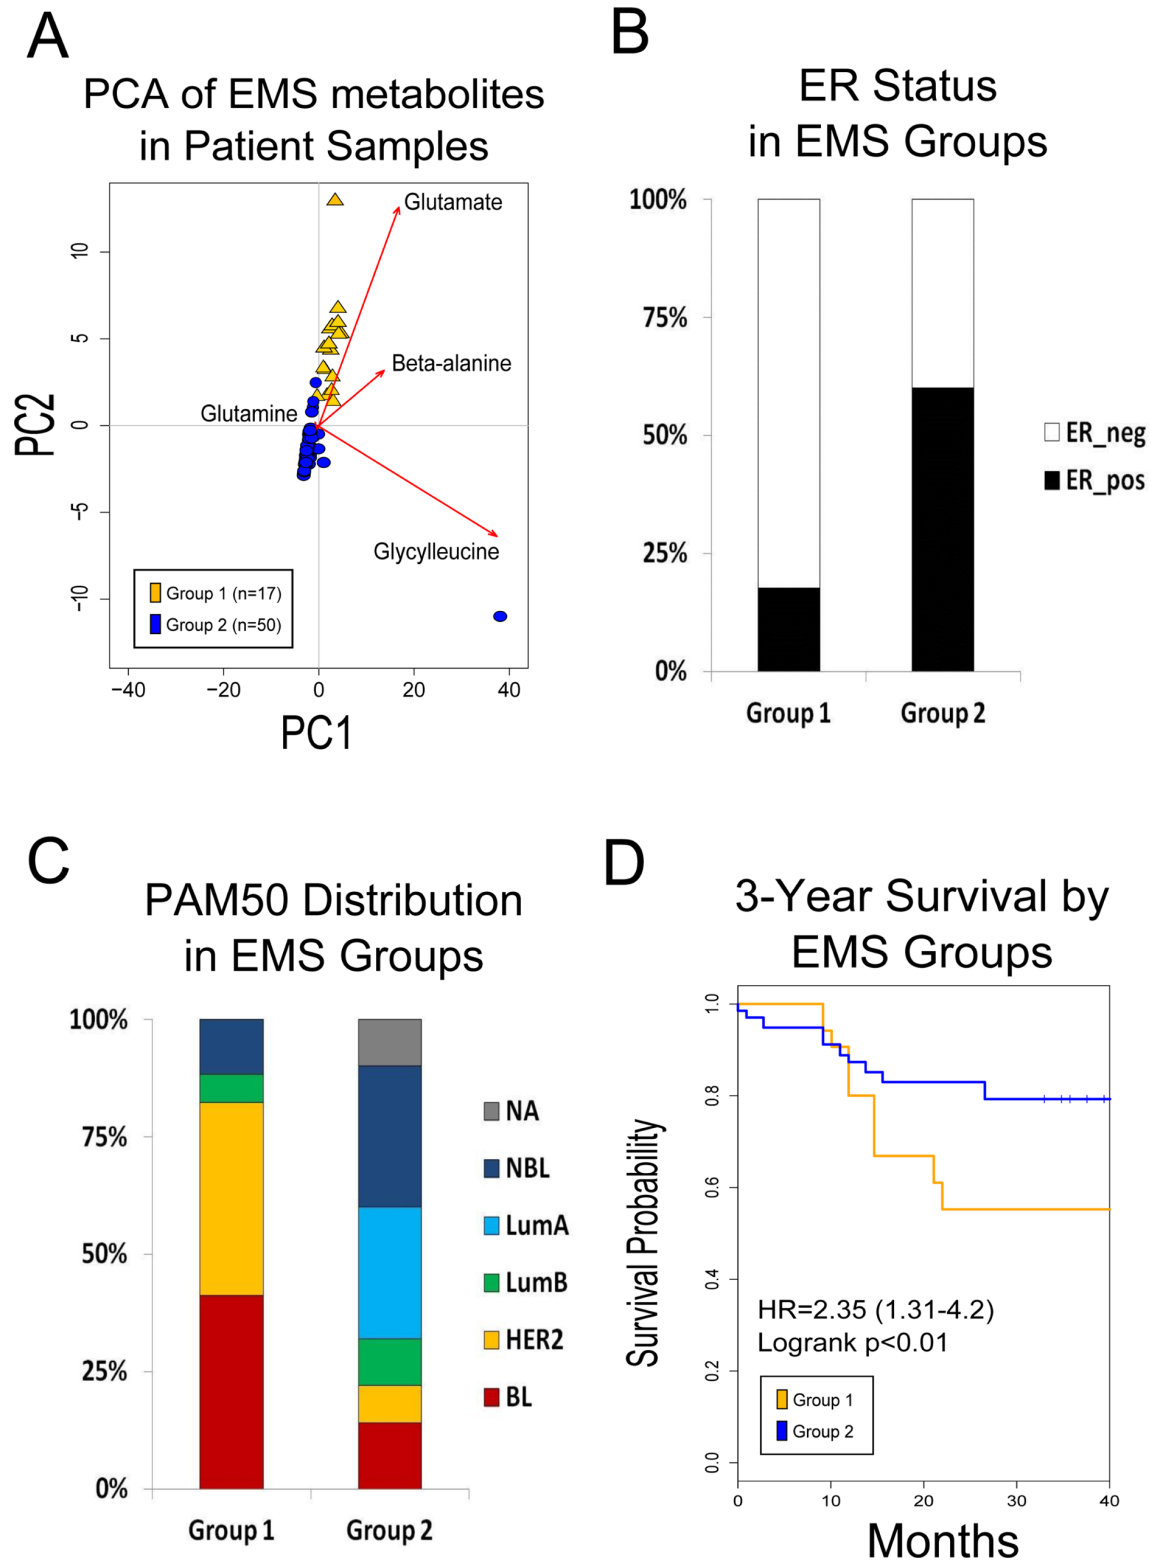 A
PCA of EMS metabolites
in Patient Samples
Glutamate
Beta-alanine
Glutamine
Glycylleucine
10
5
0
−5
−10
PC2
Group 1 (n=17)
Group 2 (n=50)
−40
−20
0
20
40
PC1
B
ER Status
in EMS Groups
100%
75%
50%
25%
0%
ER_neg
ER_pos
Group 1
Group 2
C
PAM50 Distribution
in EMS Groups
100%
75%
50%
25%
0%
NA
NBL
LumA
LumB
HER2
BL
Group 1
Group 2
D
3-Year Survival by
EMS Groups
1.0
0.8
0.6
0.4
0.2
0.0
Survival Probability
HR=2.35 (1.31-4.2)
Logrank p<0.01
Group 1
Group 2
0
10
20
30
40
Months